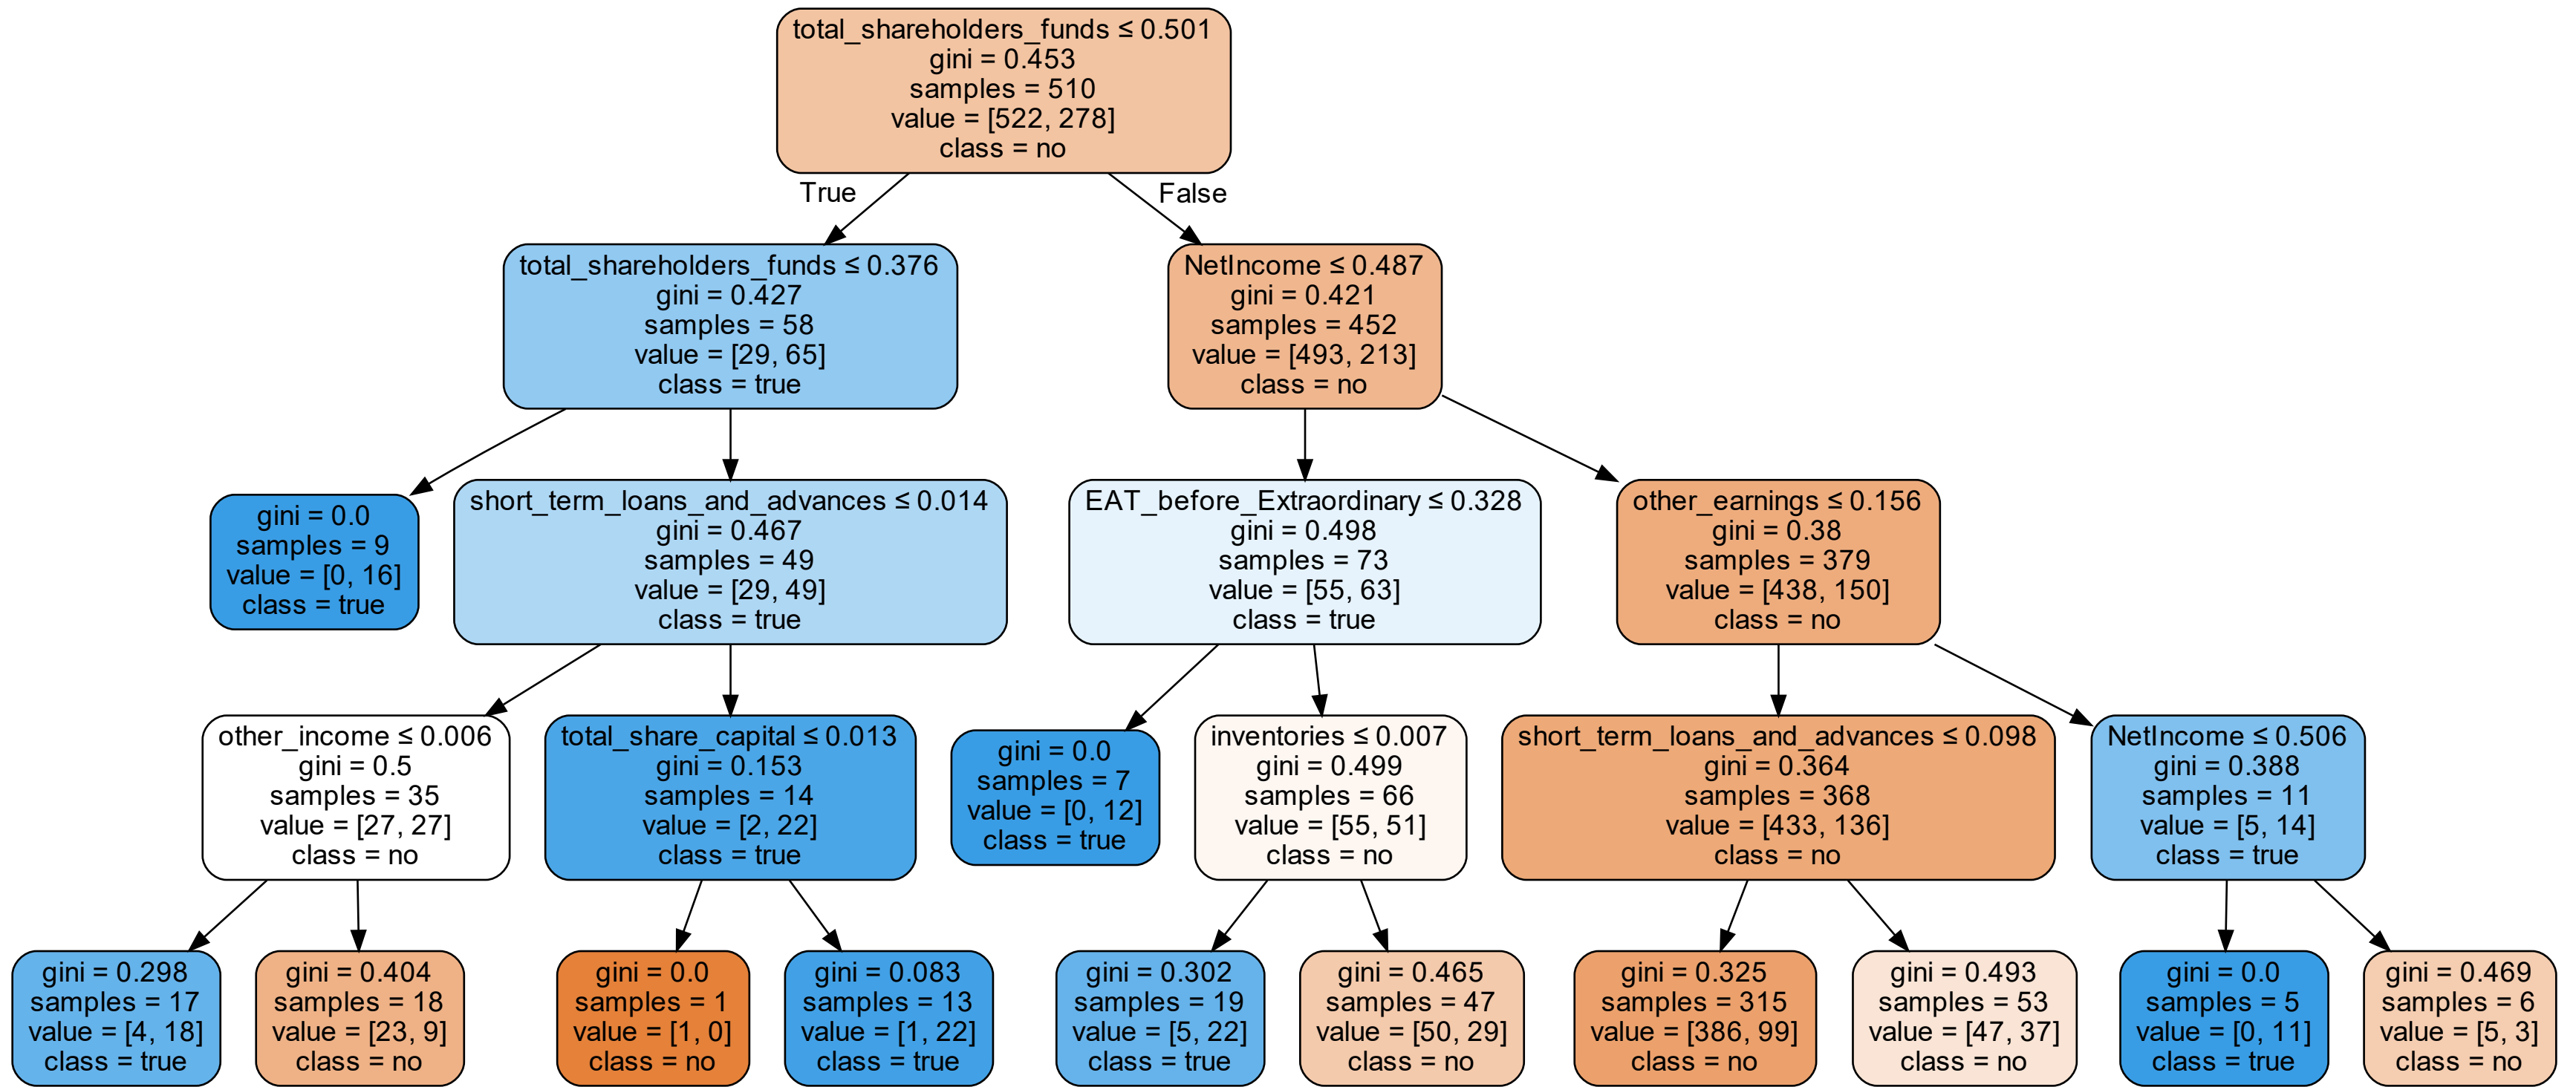 total_shareholders_funds ≤ 0.501
gini = 0.453
samples = 510
value = [522, 278]
class = no
True
False
total_shareholders_funds ≤ 0.376
gini = 0.427
samples = 58
value = [29, 65]
class = true
NetIncome ≤ 0.487
gini = 0.421
samples = 452
value = [493, 213]
class = no
gini = 0.0
samples = 9
value = [0, 16]
class = true
short_term_loans_and_advances ≤ 0.014
gini = 0.467
samples = 49
value = [29, 49]
class = true
EAT_before_Extraordinary ≤ 0.328
gini = 0.498
samples = 73
value = [55, 63]
class = true
other_earnings ≤ 0.156
gini = 0.38
samples = 379
value = [438, 150]
class = no
other_income ≤ 0.006
gini = 0.5
samples = 35
value = [27, 27]
class = no
total_share_capital ≤ 0.013
gini = 0.153
samples = 14
value = [2, 22]
class = true
gini = 0.0
samples = 7
value = [0, 12]
class = true
inventories ≤ 0.007
gini = 0.499
samples = 66
value = [55, 51]
class = no
short_term_loans_and_advances ≤ 0.098
gini = 0.364
samples = 368
value = [433, 136]
class = no
NetIncome ≤ 0.506
gini = 0.388
samples = 11
value = [5, 14]
class = true
gini = 0.298
samples = 17
value = [4, 18]
class = true
gini = 0.404
samples = 18
value = [23, 9]
class = no
gini = 0.0
samples = 1
value = [1, 0]
class = no
gini = 0.083
samples = 13
value = [1, 22]
class = true
gini = 0.302
samples = 19
value = [5, 22]
class = true
gini = 0.465
samples = 47
value = [50, 29]
class = no
gini = 0.325
samples = 315
value = [386, 99]
class = no
gini = 0.493
samples = 53
value = [47, 37]
class = no
gini = 0.0
samples = 5
value = [0, 11]
class = true
gini = 0.469
samples = 6
value = [5, 3]
class = no